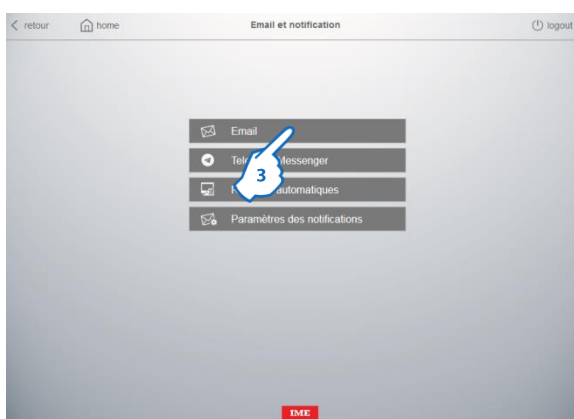 retour home Email et notification logout
Email
Messenger
3
automatiques
Paramètres des notifications
IME